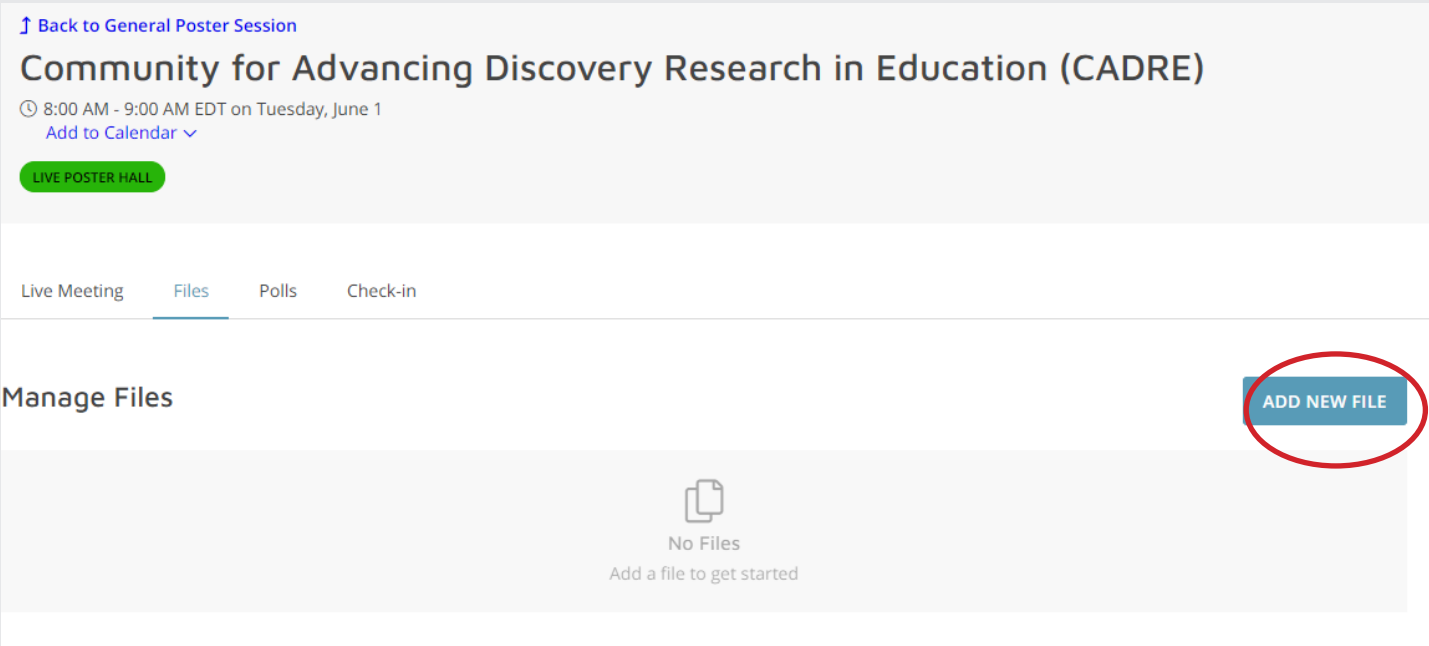 Back to General Poster Session
Community for Advancing Discovery Research in Education (CADRE)
8:00 AM - 9:00 AM EDT on Tuesday, June 1
Add to Calendar
LIVE POSTER HALL
Live Meeting Files Polls Check-in
Manage Files
ADD NEW FILE
No Files
Add a file to get started